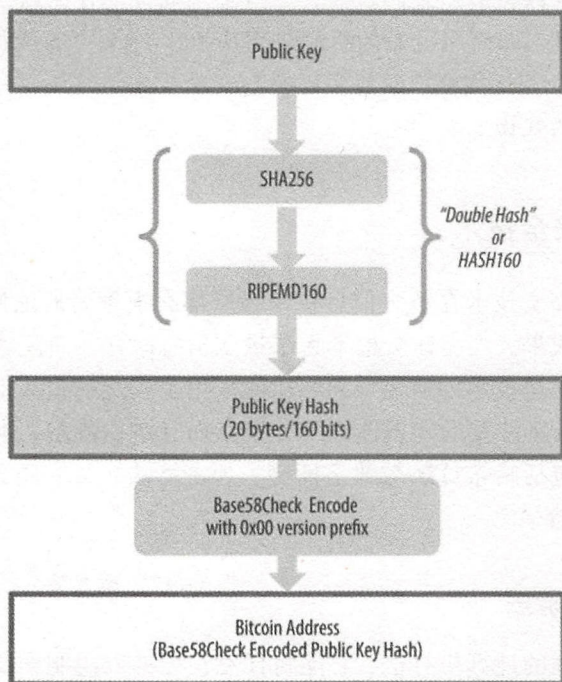 Public Key
SHA256
"Double Hash"
or
HASH160
RIPEMD160
Public Key Hash
(20 bytes/160 bits)
Base58Check Encode
with 0x00 version prefix
Bitcoin Address
(Base58Check Encoded Public Key Hash)